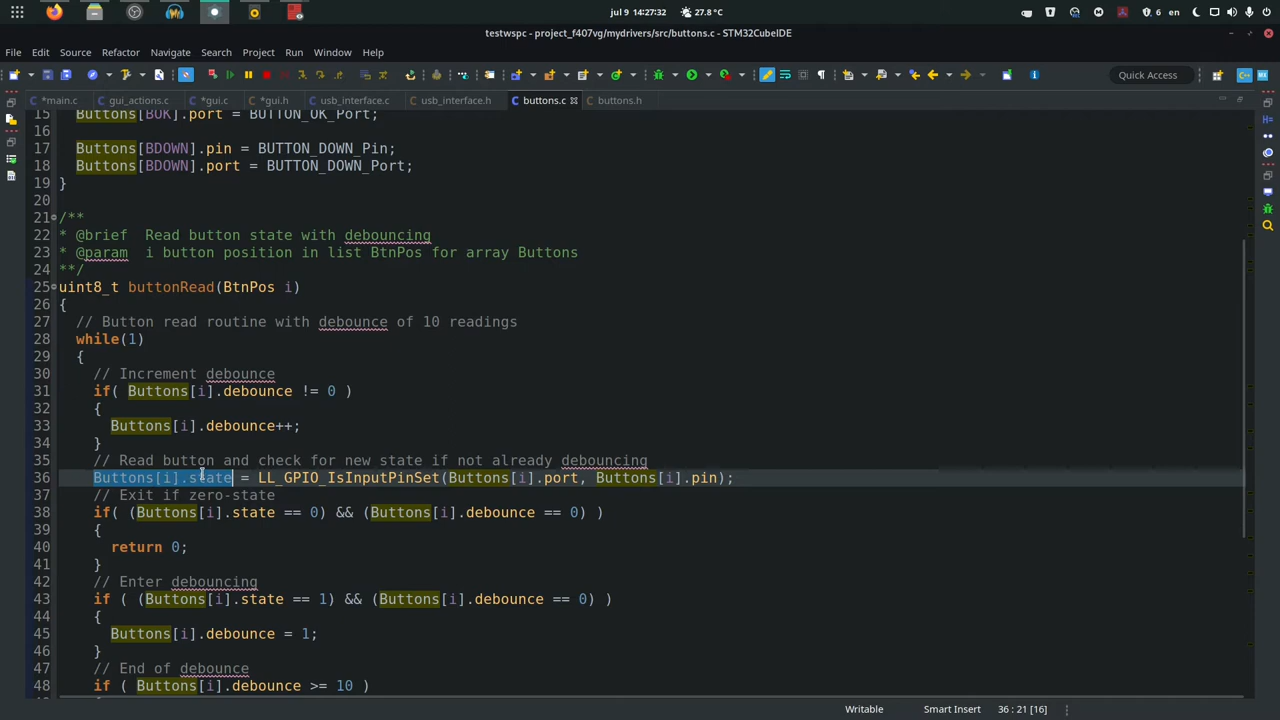 jul 9 14:27:32
27.8 °C
6
en
testwspc - project_f407vg/mydrivers/src/buttons.c - STM32CubeIDE
File Edit Source Refactor Navigate Search Project Run Window Help
Quick Access
*main.c gui_actions.c *gui.c *gui.h usb_interface.c usb_interface.h buttons.c buttons.h
15 Buttons[BOK].port = BUTTON_OK_Port;
16
17 Buttons[BDOWN].pin = BUTTON_DOWN_Pin;
18 Buttons[BDOWN].port = BUTTON_DOWN_Port;
19 }
20
21 /**
22 * @brief Read button state with debouncing
23 * @param i button position in list BtnPos for array Buttons
24 **/
25 uint8_t buttonRead(BtnPos i)
26 {
27 // Button read routine with debounce of 10 readings
28 while(1)
29 {
30 // Increment debounce
31 if( Buttons[i].debounce != 0 )
32 {
33 Buttons[i].debounce++;
34 }
35 // Read button and check for new state if not already debouncing
36 Buttons[i].state = LL_GPIO_IsInputPinSet(Buttons[i].port, Buttons[i].pin);
37 // Exit if zero-state
38 if( (Buttons[i].state == 0) && (Buttons[i].debounce == 0) )
39 {
40 return 0;
41 }
42 // Enter debouncing
43 if ( (Buttons[i].state == 1) && (Buttons[i].debounce == 0) )
44 {
45 Buttons[i].debounce = 1;
46 }
47 // End of debounce
48 if ( Buttons[i].debounce >= 10 )
Writable Smart Insert 36 : 21 [16]